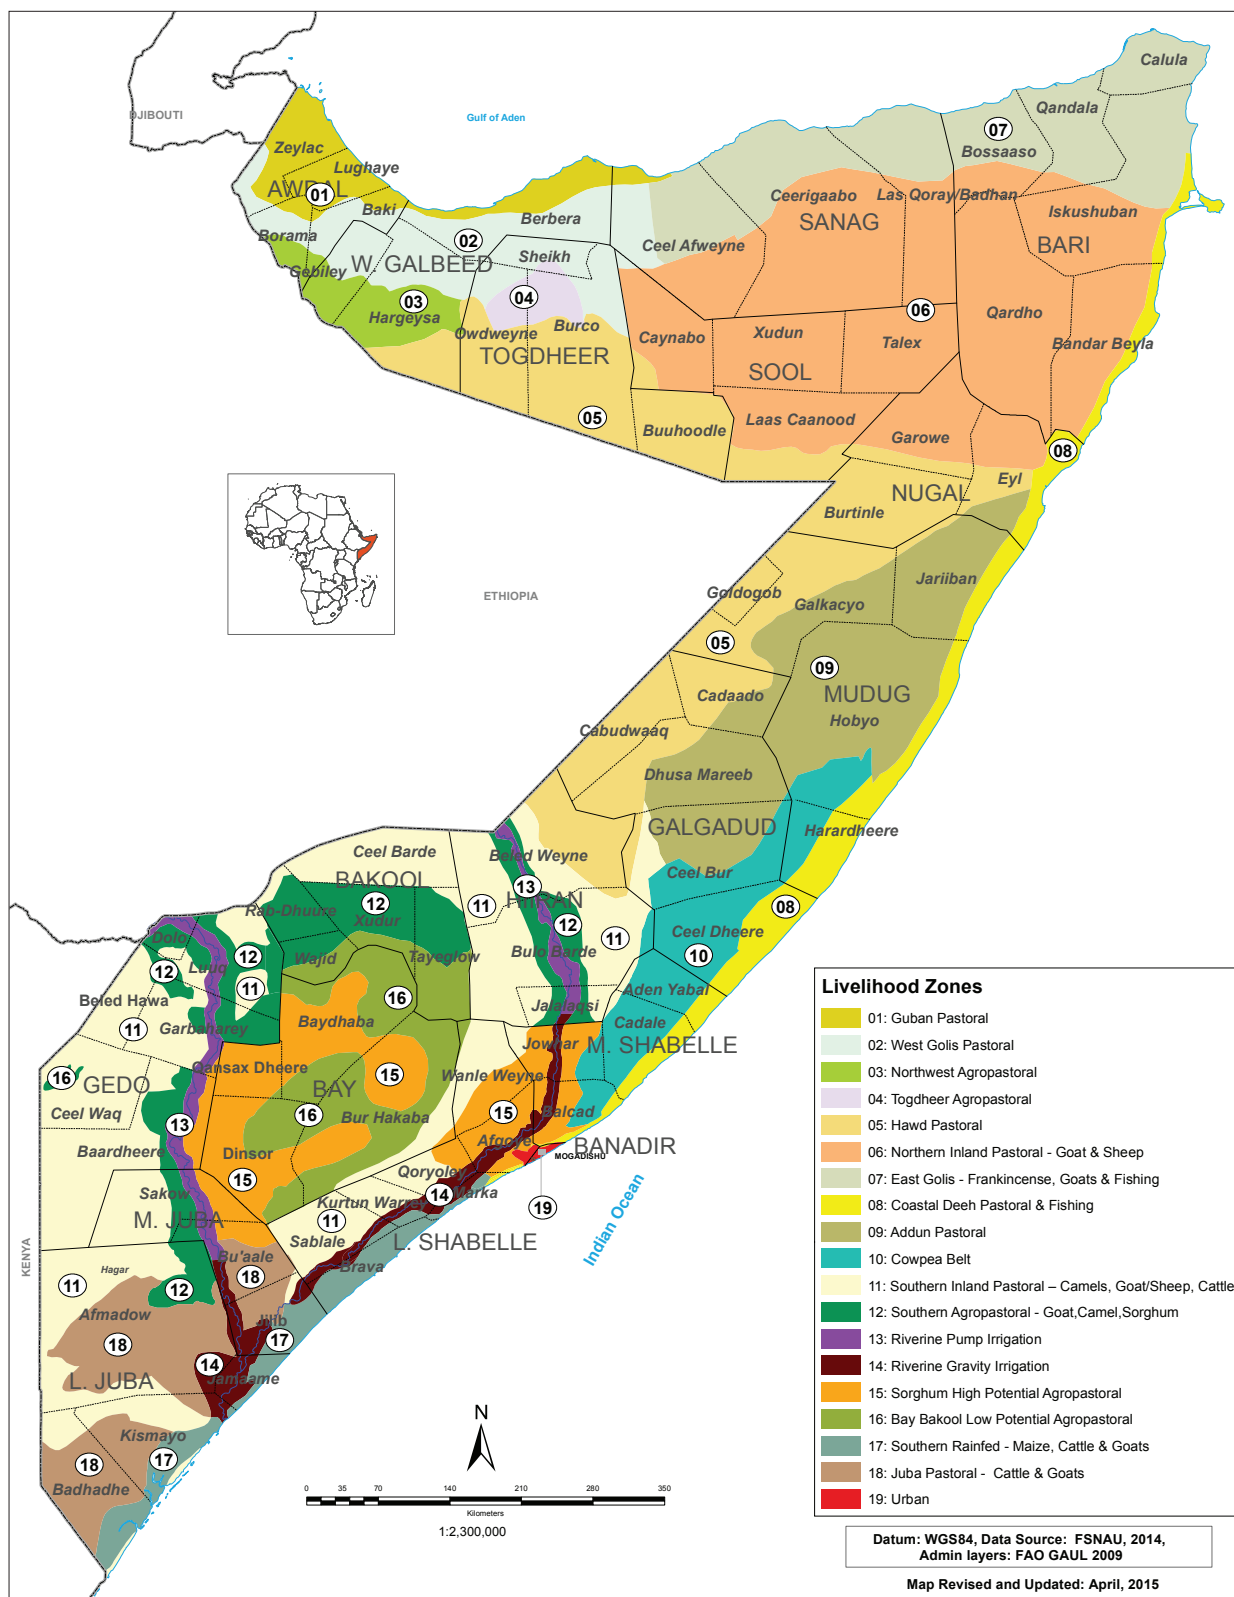 Calula
DJIBOUTI
Gulf of Aden
Qandala
07
Bossaaso
Zeylac
Lughaye
AWDAL
01
Baki
Ceerigaabo
Las Qoray/Badhan
Iskushuban
SANAG
BARI
Borama
Berbera
02
Ceel Afweyne
Gebiley
W. GALBEED
Sheikh
03
04
06
Hargeysa
Owdweyne
Burco
Caynabo
Xudun
Talex
Qardho
Bandar Beyla
TOGDHEER
SOOL
05
Buuhoodle
Laas Caanood
Garowe
08
NUGAL
Eyl
Burtinle
ETHIOPIA
Goldogob
Galkacyo
Jariiban
05
09
Cadaado
MUDUG
Hobyo
Cabudwaaq
Dhusa Mareeb
GALGADUD
Harardheere
Ceel Barde
Beled Weyne
BAKOOL
Ceel Bur
13
HIIRAN
11
12
Rab-Dhuure
Xudur
08
Dolo
12
Ceel Dheere
11
Bulo Barde
Luuq
12
Wajid
Tayeglow
10
12
11
16
Aden Yabal
Beled Hawa
Garbaharey
Baydhaba
Jalalaqsi
Cadale
11
Jowhar
M. SHABELLE
Qansax Dheere
16
GEDO
BAY
15
Wanle Weyne
Ceel Waq
16
Bur Hakaba
15
Balcad
13
Baardheere
Dinsor
Afgoye
BANADIR
MOGADISHU
15
Qoryoley
Sakow
14
Marka
Kurtun Warrey
19
M. JUBA
11
Sablale
L. SHABELLE
Bu'aale
Brava
Indian Ocean
KENYA
Hagar
11
12
18
Afmadow
Jilib
18
17
14
L. JUBA
Jamaame
Kismayo
18
17
Badhadhe
N
0 35 70 140 210 280 350
Kilometers
1:2,300,000
Livelihood Zones
01: Guban Pastoral
02: West Golis Pastoral
03: Northwest Agropastoral
04: Togdheer Agropastoral
05: Hawd Pastoral
06: Northern Inland Pastoral - Goat & Sheep
07: East Golis - Frankincense, Goats & Fishing
08: Coastal Deeh Pastoral & Fishing
09: Addun Pastoral
10: Cowpea Belt
11: Southern Inland Pastoral – Camels, Goat/Sheep, Cattle
12: Southern Agropastoral - Goat,Camel,Sorghum
13: Riverine Pump Irrigation
14: Riverine Gravity Irrigation
15: Sorghum High Potential Agropastoral
16: Bay Bakool Low Potential Agropastoral
17: Southern Rainfed - Maize, Cattle & Goats
18: Juba Pastoral - Cattle & Goats
19: Urban
Datum: WGS84, Data Source: FSNAU, 2014,
Admin layers: FAO GAUL 2009
Map Revised and Updated: April, 2015